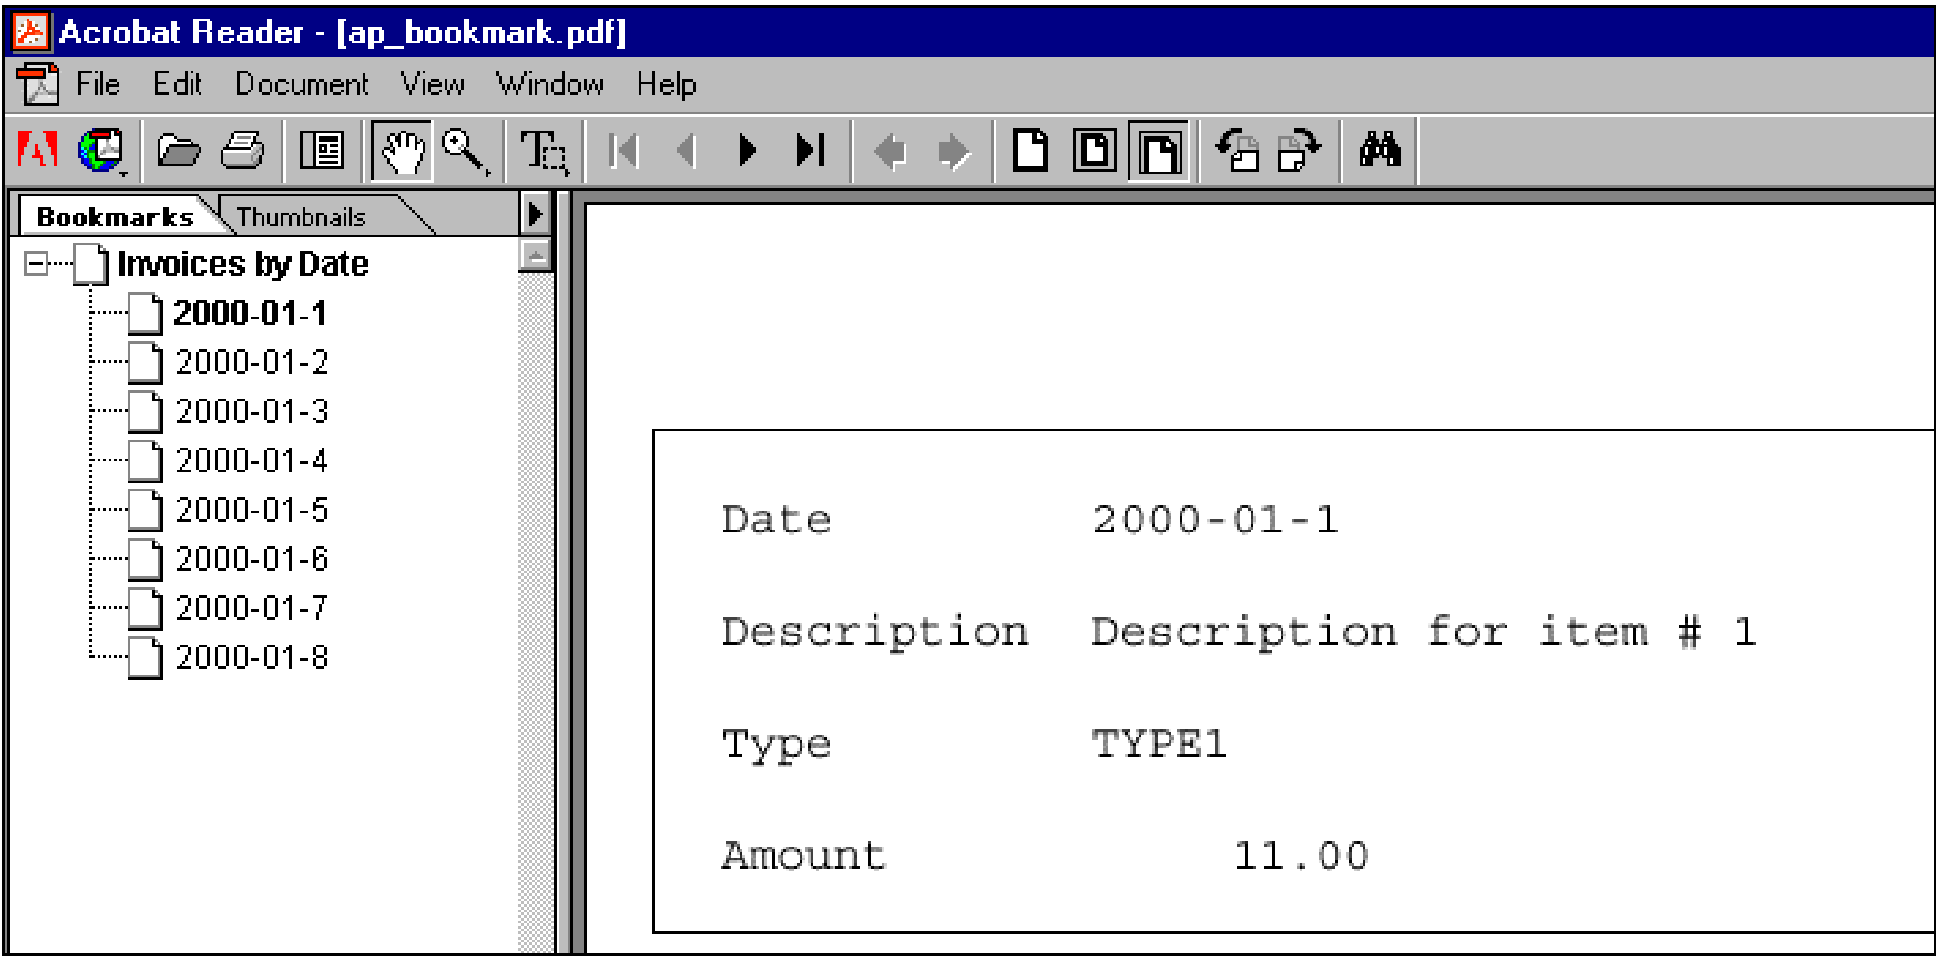 Acrobat Reader - [ap_bookmark.pdf]
File Edit Document View Window Help
Bookmarks Thumbnails
Invoices by Date
2000-01-1
2000-01-2
2000-01-3
2000-01-4
2000-01-5
2000-01-6
2000-01-7
2000-01-8
Date 2000-01-1
Description Description for item # 1
Type TYPE1
Amount 11.00